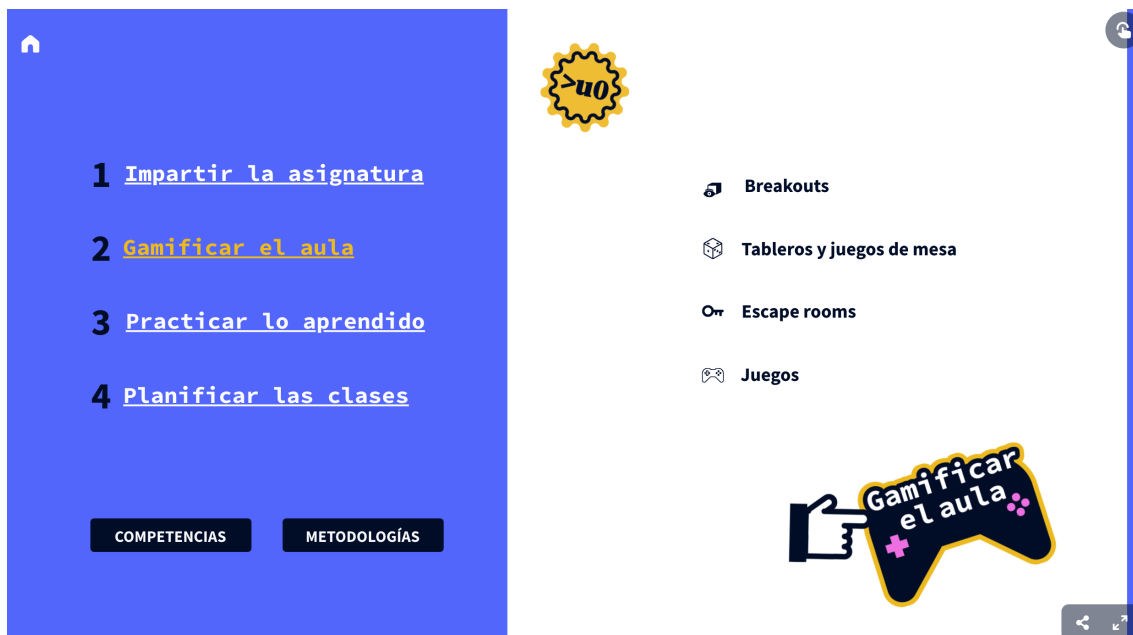 1 Impartir la asignatura
2 Gamificar el aula
3 Practicar lo aprendido
4 Planificar las clases
COMPETENCIAS
METODOLOGÍAS
>u0
Breakouts
Tableros y juegos de mesa
Escape rooms
Juegos
Gamificar
el aula